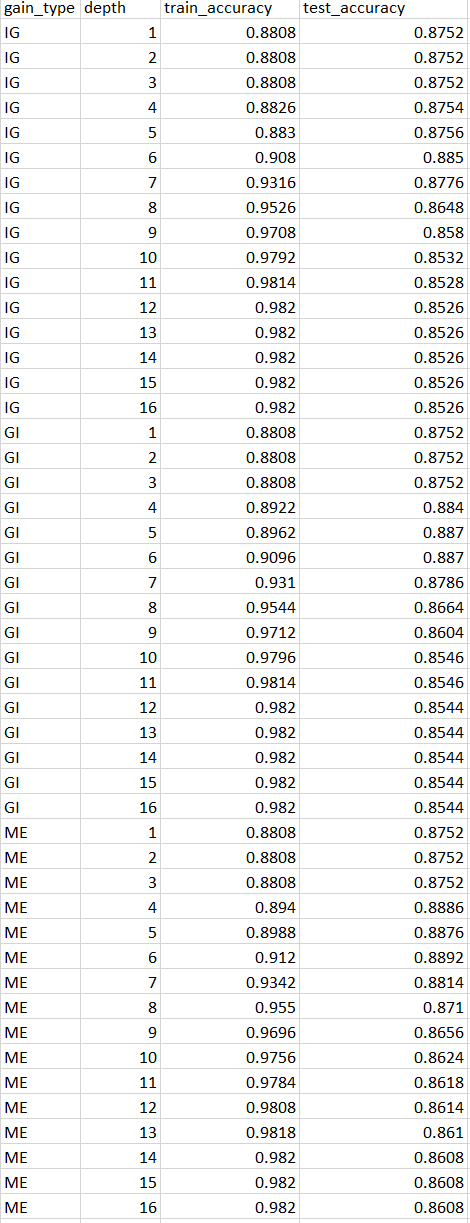 gain_type depth train_accuracy test_accuracy
IG 1 0.8808 0.8752
IG 2 0.8808 0.8752
IG 3 0.8808 0.8752
IG 4 0.8826 0.8754
IG 5 0.883 0.8756
IG 6 0.908 0.885
IG 7 0.9316 0.8776
IG 8 0.9526 0.8648
IG 9 0.9708 0.858
IG 10 0.9792 0.8532
IG 11 0.9814 0.8528
IG 12 0.982 0.8526
IG 13 0.982 0.8526
IG 14 0.982 0.8526
IG 15 0.982 0.8526
IG 16 0.982 0.8526
GI 1 0.8808 0.8752
GI 2 0.8808 0.8752
GI 3 0.8808 0.8752
GI 4 0.8922 0.884
GI 5 0.8962 0.887
GI 6 0.9096 0.887
GI 7 0.931 0.8786
GI 8 0.9544 0.8664
GI 9 0.9712 0.8604
GI 10 0.9796 0.8546
GI 11 0.9814 0.8546
GI 12 0.982 0.8544
GI 13 0.982 0.8544
GI 14 0.982 0.8544
GI 15 0.982 0.8544
GI 16 0.982 0.8544
ME 1 0.8808 0.8752
ME 2 0.8808 0.8752
ME 3 0.8808 0.8752
ME 4 0.894 0.8886
ME 5 0.8988 0.8876
ME 6 0.912 0.8892
ME 7 0.9342 0.8814
ME 8 0.955 0.871
ME 9 0.9696 0.8656
ME 10 0.9756 0.8624
ME 11 0.9784 0.8618
ME 12 0.9808 0.8614
ME 13 0.9818 0.861
ME 14 0.982 0.8608
ME 15 0.982 0.8608
ME 16 0.982 0.8608